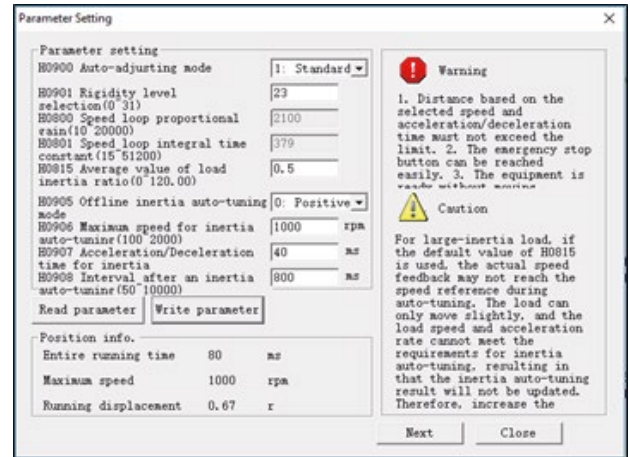 Parameter Setting
Parameter setting
H0900 Auto-adjusting mode
1: Standard
H0901 Rigidity level
selection(0~31)
23
H0800 Speed loop proportional
gain(10~20000)
2100
H0801 Speed loop integral time
constant(15~51200)
379
H0815 Average value of load
inertia ratio(0~120.00)
0.5
H0905 Offline inertia auto-tuning
mode
0: Positive
H0906 Maximum speed for inertia
auto-tuning(100~2000)
1000 rpm
H0907 Acceleration/Deceleration
time for inertia
40 ms
H0908 Interval after an inertia
auto-tuning(50~10000)
800 ms
Read parameter Write parameter
Position info.
Entire running time 80 ms
Maximum speed 1000 rpm
Running displacement 0.67 r
Warning
1. Distance based on the
selected speed and
acceleration/deceleration
time must not exceed the
limit. 2. The emergency stop
button can be reached
easily. 3. The equipment is
ready without moving
Caution
For large-inertia load, if
the default value of H0815
is used, the actual speed
feedback may not reach the
speed reference during
auto-tuning. The load can
only move slightly, and the
load speed and acceleration
rate cannot meet the
requirements for inertia
auto-tuning, resulting in
that the inertia auto-tuning
result will not be updated.
Therefore, increase the
Next Close